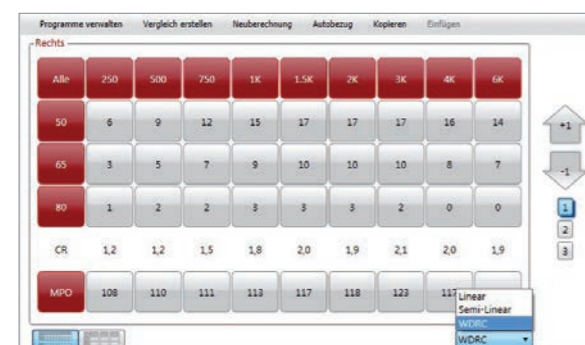 Programme verwalten Vergleich erstellen Neuberechnung Autobezug Kopieren Einfügen
Rechts
Alle 250 500 750 1K 1.5K 2K 3K 4K 6K
50 6 9 12 15 17 17 17 16 14
+1
65 3 5 7 9 10 10 10 8 7
-1
80 1 2 2 3 3 3 2 0 0
1
2
CR 1,2 1,2 1,5 1,8 2,0 1,9 2,1 2,0 1,9
3
MPO 108 110 111 113 117 118 123
Linear
Semi-Linear
WDRC
WDRC